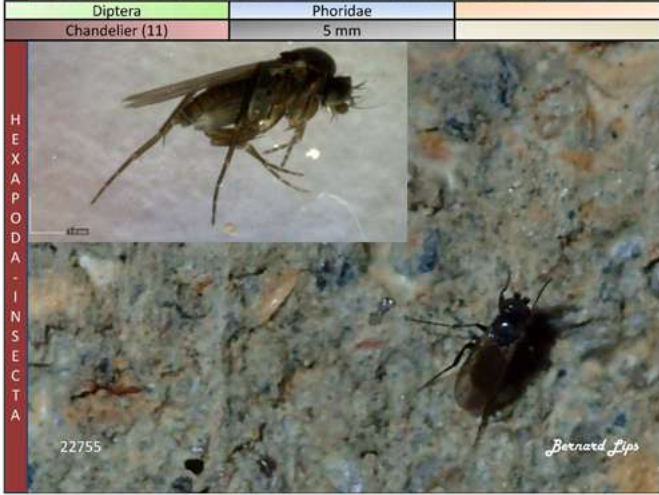 Diptera
Phoridae
Chandelier (11)
5 mm
HEXAPODA-INSECTA
22755
Bernard Lips